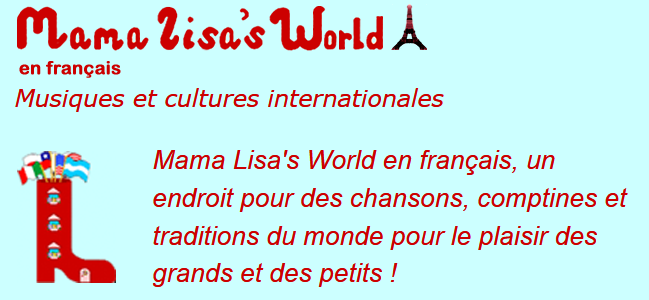 Mama Lisa's World
en français
Musiques et cultures internationales
Mama Lisa's World en français, un
endroit pour des chansons, comptines et
traditions du monde pour le plaisir des
grands et des petits !